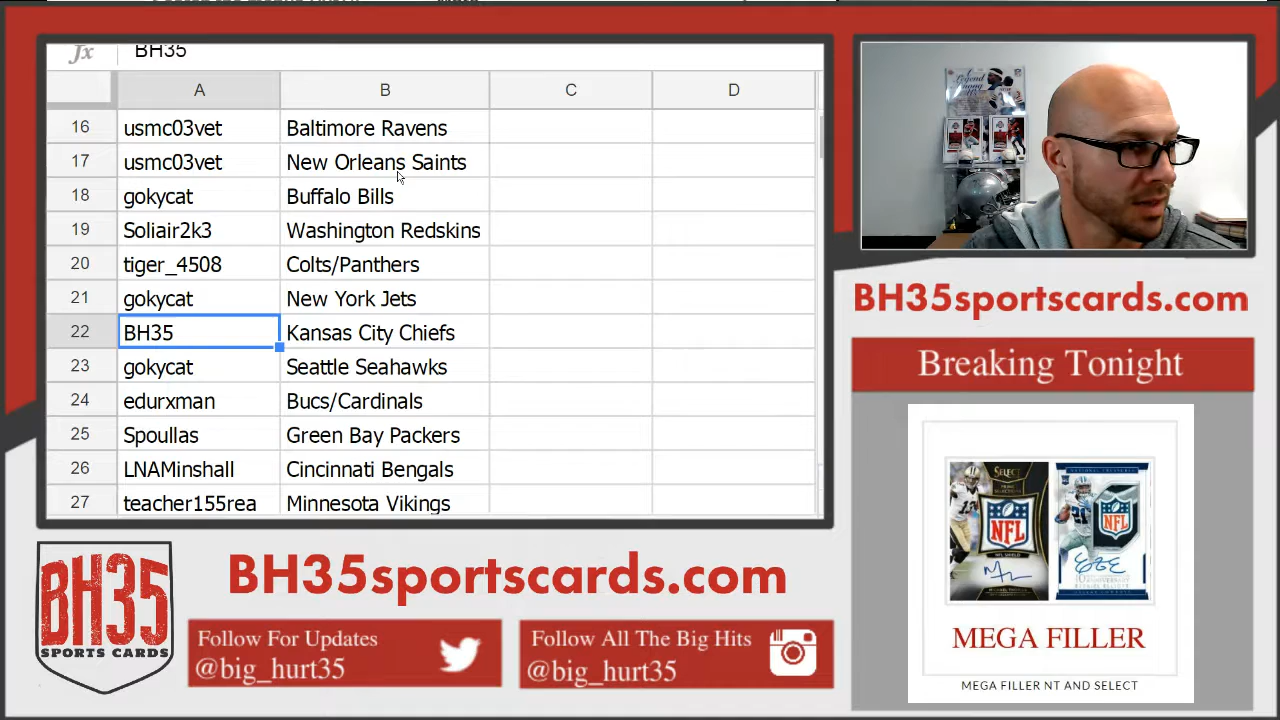 fx BH35
A B C D
16 usmc03vet Baltimore Ravens
17 usmc03vet New Orleans Saints
18 gokycat Buffalo Bills
19 Soliair2k3 Washington Redskins
20 tiger_4508 Colts/Panthers
21 gokycat New York Jets
22 BH35 Kansas City Chiefs
23 gokycat Seattle Seahawks
24 edurxman Bucs/Cardinals
25 Spoullas Green Bay Packers
26 LNAMinshall Cincinnati Bengals
27 teacher155rea Minnesota Vikings
BH35sportscards.com
Breaking Tonight
SELECT
NFL
NFL
MEGA FILLER
MEGA FILLER NT AND SELECT
BH35
SPORTS CARDS
BH35sportscards.com
Follow For Updates
@big_hurt35
Follow All The Big Hits
@big_hurt35